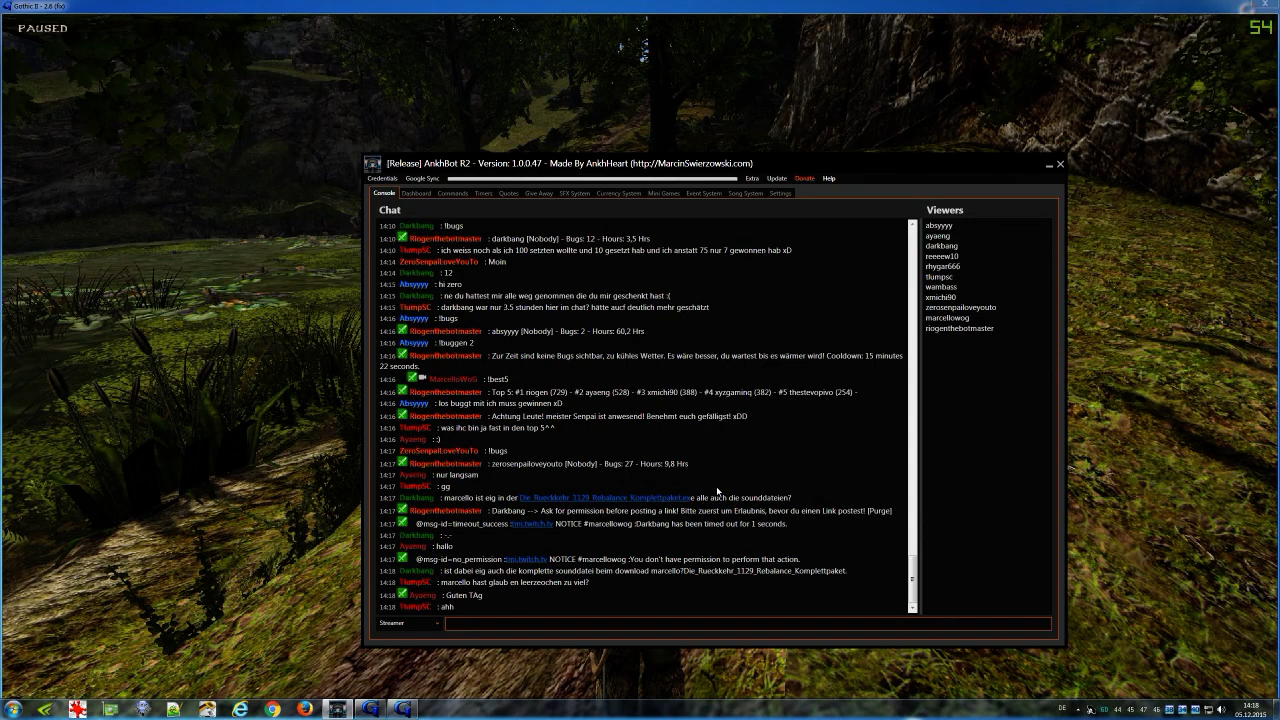 Gothic II - 2.6 (fix)
PAUSED
54
[Release] AnkhBot R2 - Version: 1.0.0.47 - Made By AnkhHeart (http://MarcinSwierzowski.com)
Credentials Google Sync Extra Update Donate Help
Console Dashboard Commands Timers Quotes Give Away SFX System Currency System Mini Games Event System Song System Settings
Chat
14:10 Darkbang : !bugs
14:10 Riogenthebotmaster : darkbang [Nobody] - Bugs: 12 - Hours: 3,5 Hrs
14:10 TlumpSC : ich weiss noch als ich 100 setzten wollte und 10 gesetzt hab und ich anstatt 75 nur 7 gewonnen hab xD
14:14 ZeroSenpaiLoveYouTo : Moin
14:14 Darkbang : 12
14:15 Absyyyy : hi zero
14:15 Darkbang : ne du hattest mir alle weg genommen die du mir geschenkt hast :(
14:15 TlumpSC : darkbang war nur 3.5 stunden hier im chat? hätte auch deutlich mehr geschätzt
14:16 Absyyyy : !bugs
14:16 Riogenthebotmaster : absyyyy [Nobody] - Bugs: 2 - Hours: 60,2 Hrs
14:16 Absyyyy : !buggen 2
14:16 Riogenthebotmaster : Zur Zeit sind keine Bugs sichtbar, zu kühles Wetter. Es wäre besser, du wartest bis es wärmer wird! Cooldown: 15 minutes
22 seconds.
14:16 MarcelloWoG : !best5
14:16 Riogenthebotmaster : Top 5: #1 riogen (729) - #2 ayaeng (528) - #3 xmichi90 (388) - #4 xyzgaminq (382) - #5 thestevopivo (254) -
14:16 Absyyyy : los buggt mit ich muss gewinnen xD
14:16 Riogenthebotmaster : Achtung Leute! meister Senpai ist anwesend! Benehmt euch gefälligst! xDD
14:16 TlumpSC : was ihc bin ja fast in den top 5^^
14:16 Ayaeng : :)
14:17 ZeroSenpaiLoveYouTo : !bugs
14:17 Riogenthebotmaster : zerosenpailoveyouto [Nobody] - Bugs: 27 - Hours: 9,8 Hrs
14:17 Ayaeng : nur langsam
14:17 TlumpSC : gg
14:17 Darkbang : marcello ist eig in der Die_Rueckkehr_1129_Rebalance_Komplettpaket.exe alle auch die sounddateien?
14:17 Riogenthebotmaster : Darkbang --> Ask for permission before posting a link! Bitte zuerst um Erlaubnis, bevor du einen Link postest! [Purge]
14:17 @msg-id=timeout_success :tmi.twitch.tv NOTICE #marcellowog :Darkbang has been timed out for 1 seconds.
14:17 Darkbang : -.-
14:17 Ayaeng : hallo
14:17 @msg-id=no_permission :tmi.twitch.tv NOTICE #marcellowog :You don't have permission to perform that action.
14:18 Darkbang : ist dabei eig auch die komplette sounddatei beim download marcello?Die_Rueckkehr_1129_Rebalance_Komplettpaket.
14:18 TlumpSC : marcello hast glaub en leerzeochen zu viel?
14:18 Ayaeng : Guten TAg
14:18 TlumpSC : ahh
Streamer
Viewers
absyyyy
ayaeng
darkbang
reeeew10
rhygar666
tlumpsc
wambass
xmichi90
zerosenpailoveyouto
marcellowog
riogenthebotmaster
DE
60 44 45 47 46
14:18
05.12.2015